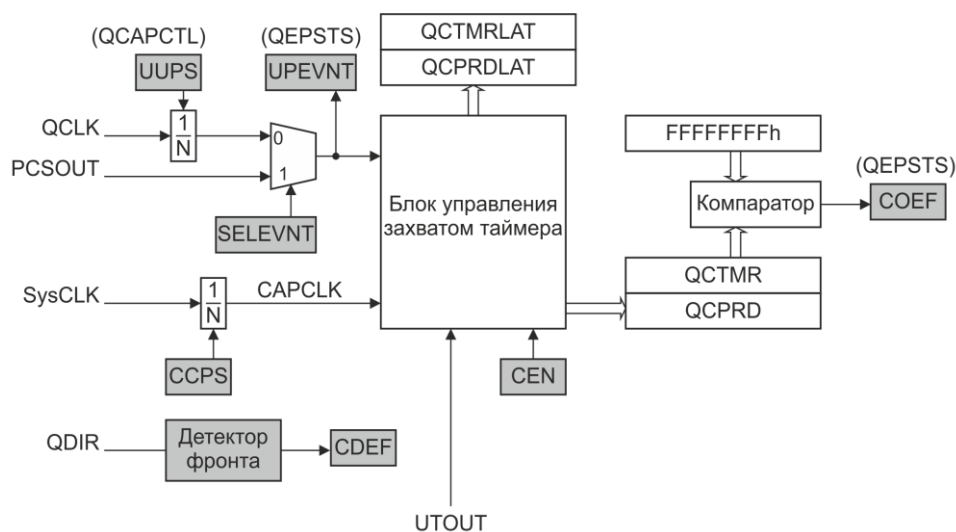 (QCAPCTL)
(QEPSTS)
QCTMRLAT
QCPRDLAT
UUPS
UPEVNT
QCLK
1
N
0
1
PCSOUT
SELEVNT
Блок управления
захватом таймера
FFFFFFFFh
(QEPSTS)
Компаратор
COEF
QCTMR
QCPRD
SysCLK
1
N
CAPCLK
CCPS
CEN
QDIR
Детектор
фронта
CDEF
UTOUT